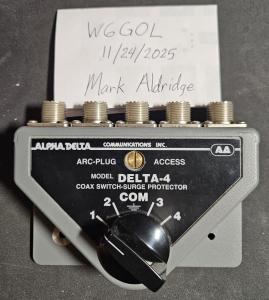 W6GOL
11/24/2025
Mark Aldridge
ALPHA DELTA COMMUNICATIONS INC.
ARC-PLUG ACCESS
MODEL DELTA-4
COAX SWITCH-SURGE PROTECTOR
COM
2 3
1 4